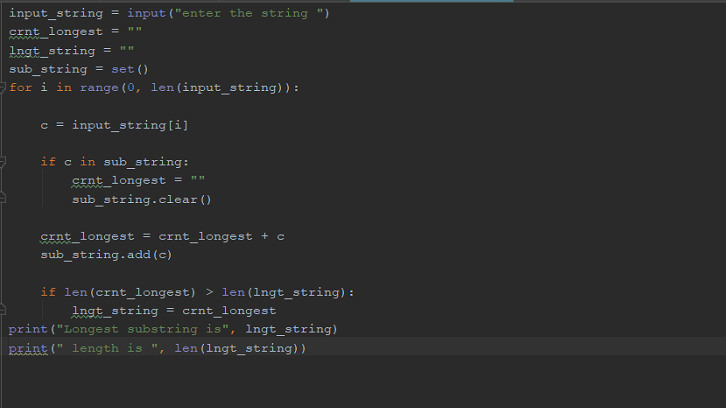 input_string = input("enter the string ")
crnt_longest = ""
lngt_string = ""
sub_string = set()
for i in range(0, len(input_string)):
    c = input_string[i]
    if c in sub_string:
        crnt_longest = ""
        sub_string.clear()
    crnt_longest = crnt_longest + c
    sub_string.add(c)
    if len(crnt_longest) > len(lngt_string):
        lngt_string = crnt_longest
print("Longest substring is", lngt_string)
print(" length is ", len(lngt_string))